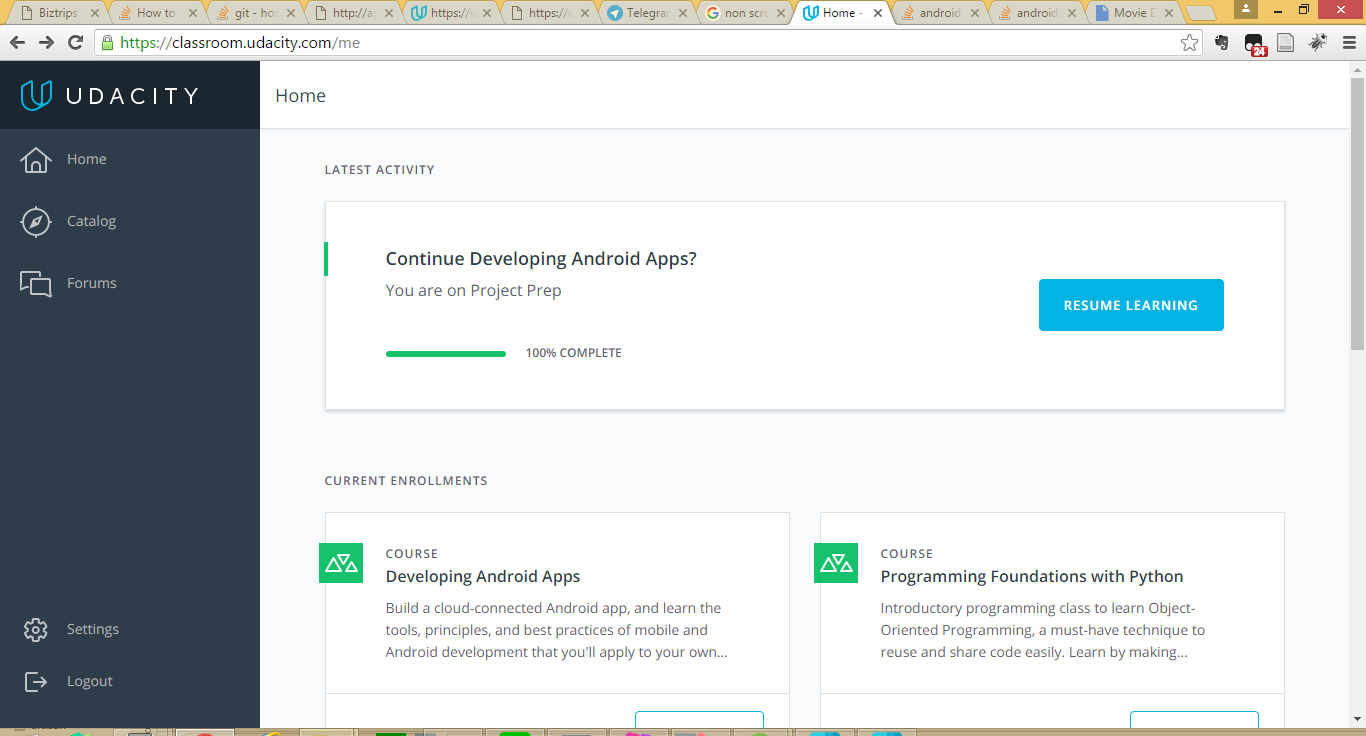 Biztrips
How to
git - how
http://a
https://
https://
Telegra
non scr
Home -
android
android
Movie D
https://classroom.udacity.com/me
24
UDACITY
Home
Home
Catalog
Forums
Settings
Logout
LATEST ACTIVITY
Continue Developing Android Apps?
You are on Project Prep
RESUME LEARNING
100% COMPLETE
CURRENT ENROLLMENTS
COURSE
Developing Android Apps
Build a cloud-connected Android app, and learn the
tools, principles, and best practices of mobile and
Android development that you'll apply to your own...
COURSE
Programming Foundations with Python
Introductory programming class to learn Object-
Oriented Programming, a must-have technique to
reuse and share code easily. Learn by making...